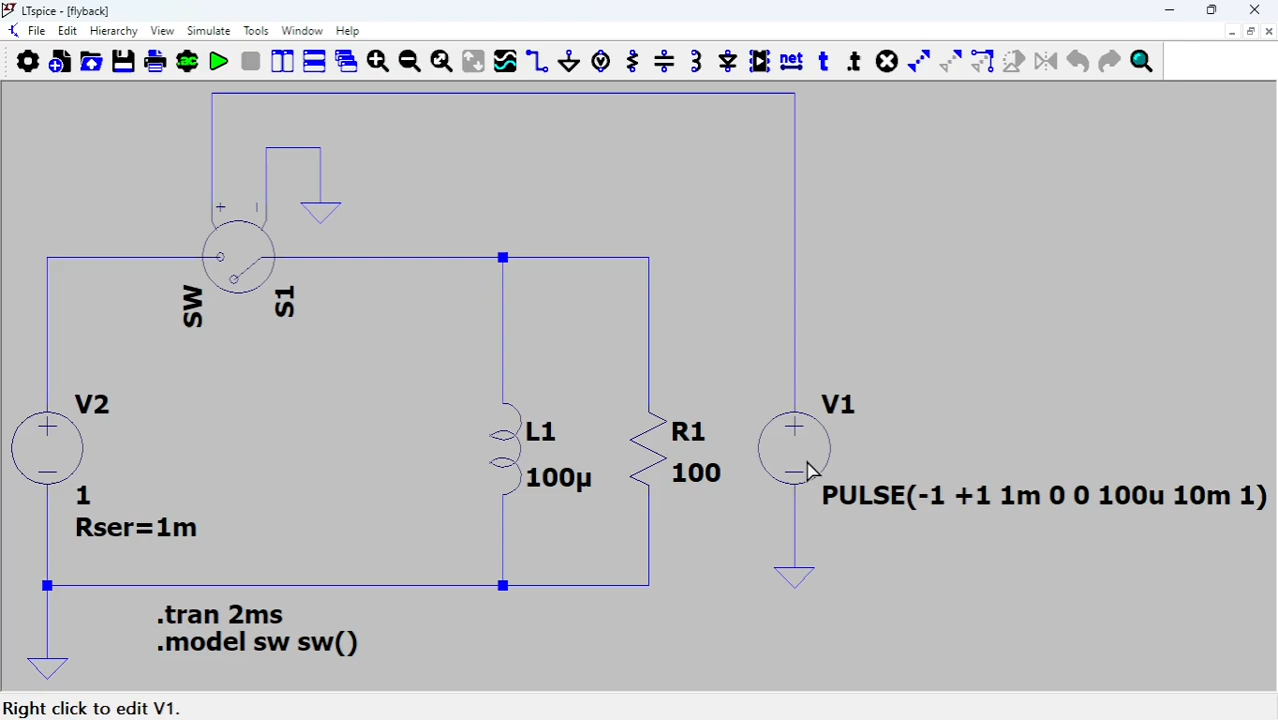 LTspice - [flyback]
File Edit Hierarchy View Simulate Tools Window Help
.ac net t .t
+ −
SW S1
V2
+
−
1
Rser=1m
L1
100µ
R1
100
V1
+
−
PULSE(-1 +1 1m 0 0 100u 10m 1)
.tran 2ms
.model sw sw()
Right click to edit V1.